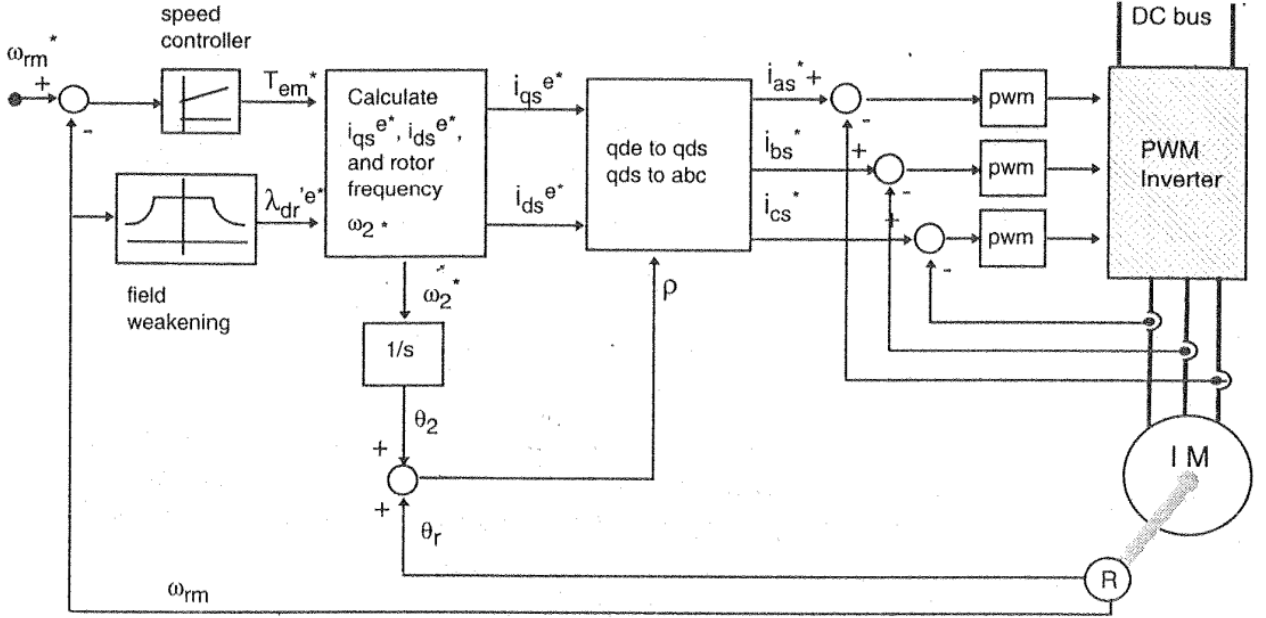 speed
controller
DC bus
ω_rm*
+
-
T_em*
Calculate
i_qs^e*, i_ds^e*,
and rotor
frequency
ω_2*
i_qs^e*
i_ds^e*
qde to qds
qds to abc
i_as*
+
-
i_bs*
+
-
i_cs*
+
-
pwm
pwm
pwm
PWM
Inverter
λ_dr'^e*
field
weakening
ω_2*
ρ
1/s
θ_2
+
+
θ_r
I M
R
ω_rm